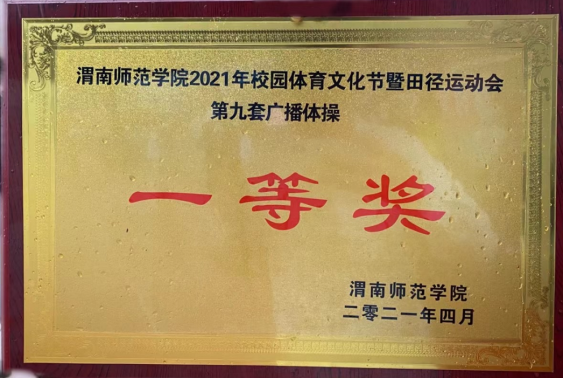 渭南师范学院2021年校园体育文化节暨田径运动会
第九套广播体操
一等奖
渭南师范学院
二零二一年四月